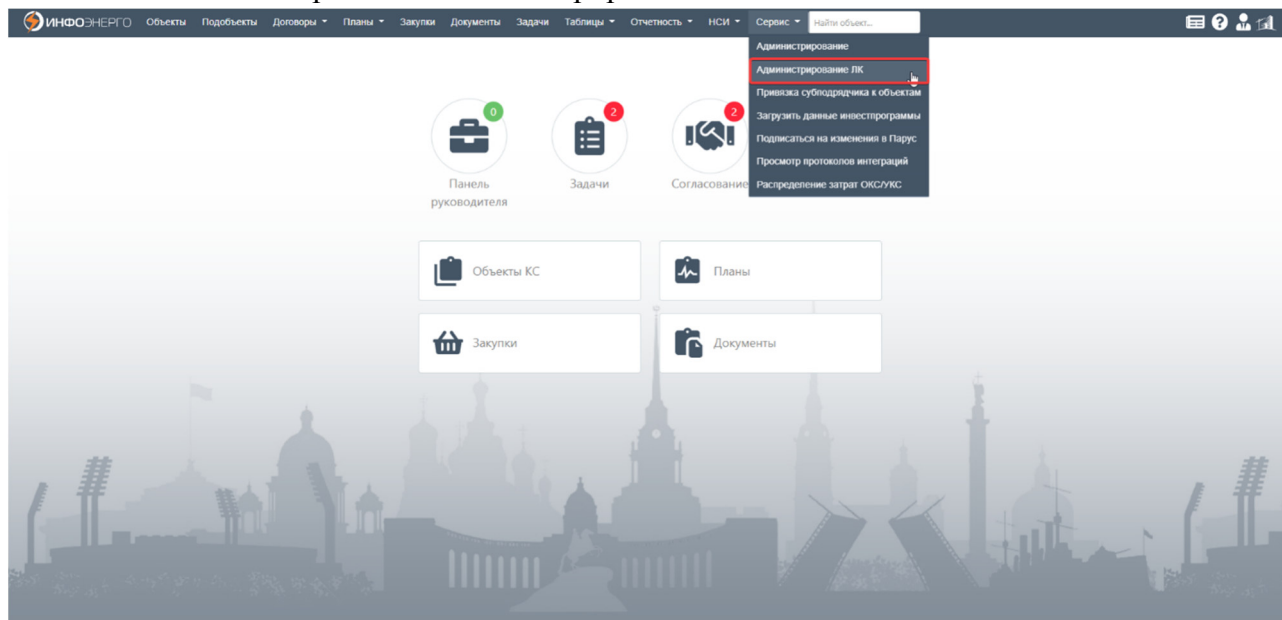 ИНФОЭНЕРГО Объекты Подобъекты Договоры Планы Закупки Документы Задачи Таблицы Отчетность НСИ Сервис Найти объект...
Администрирование
Администрирование ЛК
Привязка субподрядчика к объектам
Загрузить данные инвестпрограммы
Подписаться на изменения в Парус
Просмотр протоколов интеграций
Распределение затрат ОКС/УКС
0 2 2
Панель руководителя
Задачи
Согласование
Объекты КС
Планы
Закупки
Документы